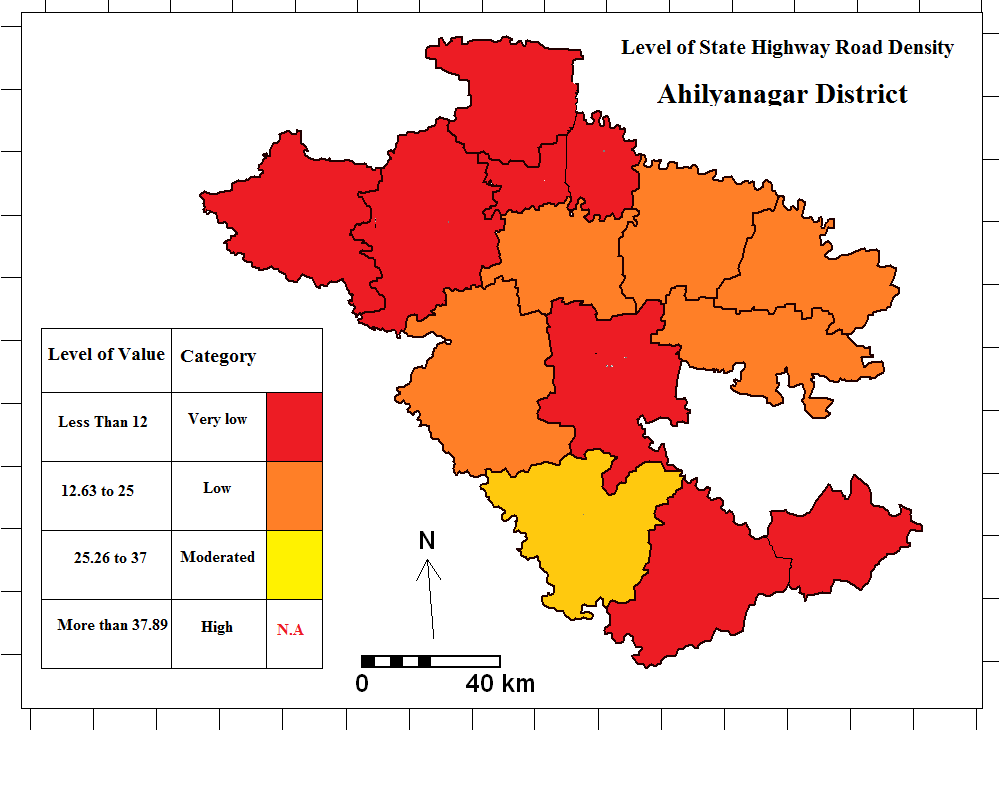 Level of State Highway Road Density
Ahilyanagar District
Level of Value Category
Less Than 12 Very low
12.63 to 25 Low
25.26 to 37 Moderated
More than 37.89 High N.A
N
0 40 km